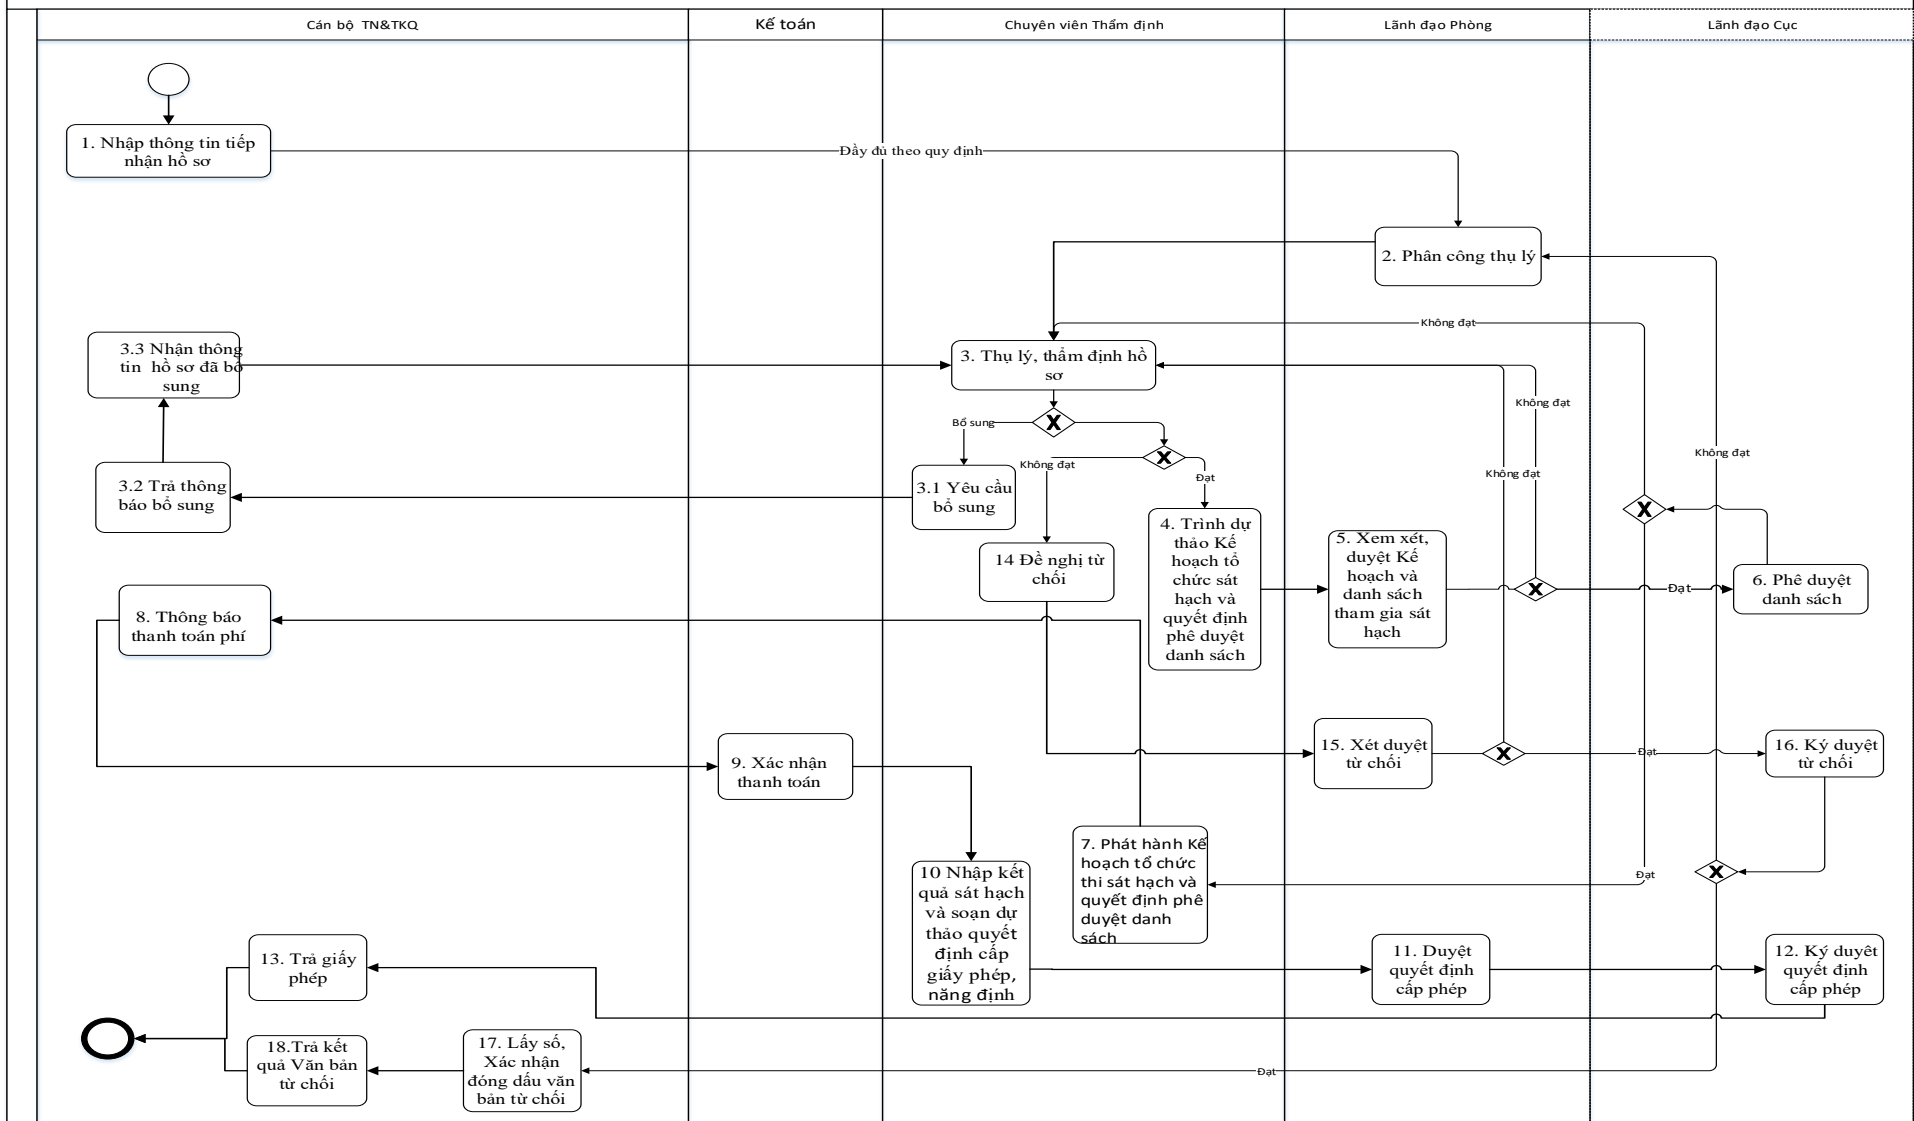 Cán bộ TN&TKQ
Kế toán
Chuyên viên Thẩm định
Lãnh đạo Phòng
Lãnh đạo Cục
1. Nhập thông tin tiếp
nhận hồ sơ
Đầy đủ theo quy định
2. Phân công thụ lý
Không đạt
3.3 Nhận thông
tin hồ sơ đã bổ
sung
3. Thụ lý, thẩm định hồ
sơ
Không đạt
Bổ sung
Không đạt
Không đạt
Không đạt
Đạt
3.2 Trả thông
báo bổ sung
3.1 Yêu cầu
bổ sung
14 Đề nghị từ
chối
4. Trình dự
thảo Kế
hoạch tổ
chức sát
hạch và
quyết định
phê duyệt
danh sách
5. Xem xét,
duyệt Kế
hoạch và
danh sách
tham gia sát
hạch
Đạt
6. Phê duyệt
danh sách
8. Thông báo
thanh toán phí
9. Xác nhận
thanh toán
15. Xét duyệt
từ chối
Đạt
16. Ký duyệt
từ chối
7. Phát hành Kế
hoạch tổ chức
thi sát hạch và
quyết định phê
duyệt danh
sách
Đạt
10 Nhập kết
quả sát hạch
và soạn dự
thảo quyết
định cấp
giấy phép,
năng định
11. Duyệt
quyết định
cấp phép
12. Ký duyêt
quyết định
cấp phép
13. Trả giấy
phép
18.Trả kết
quả Văn bản
từ chối
17. Lấy số,
Xác nhận
đóng dấu văn
bản từ chối
Đạt